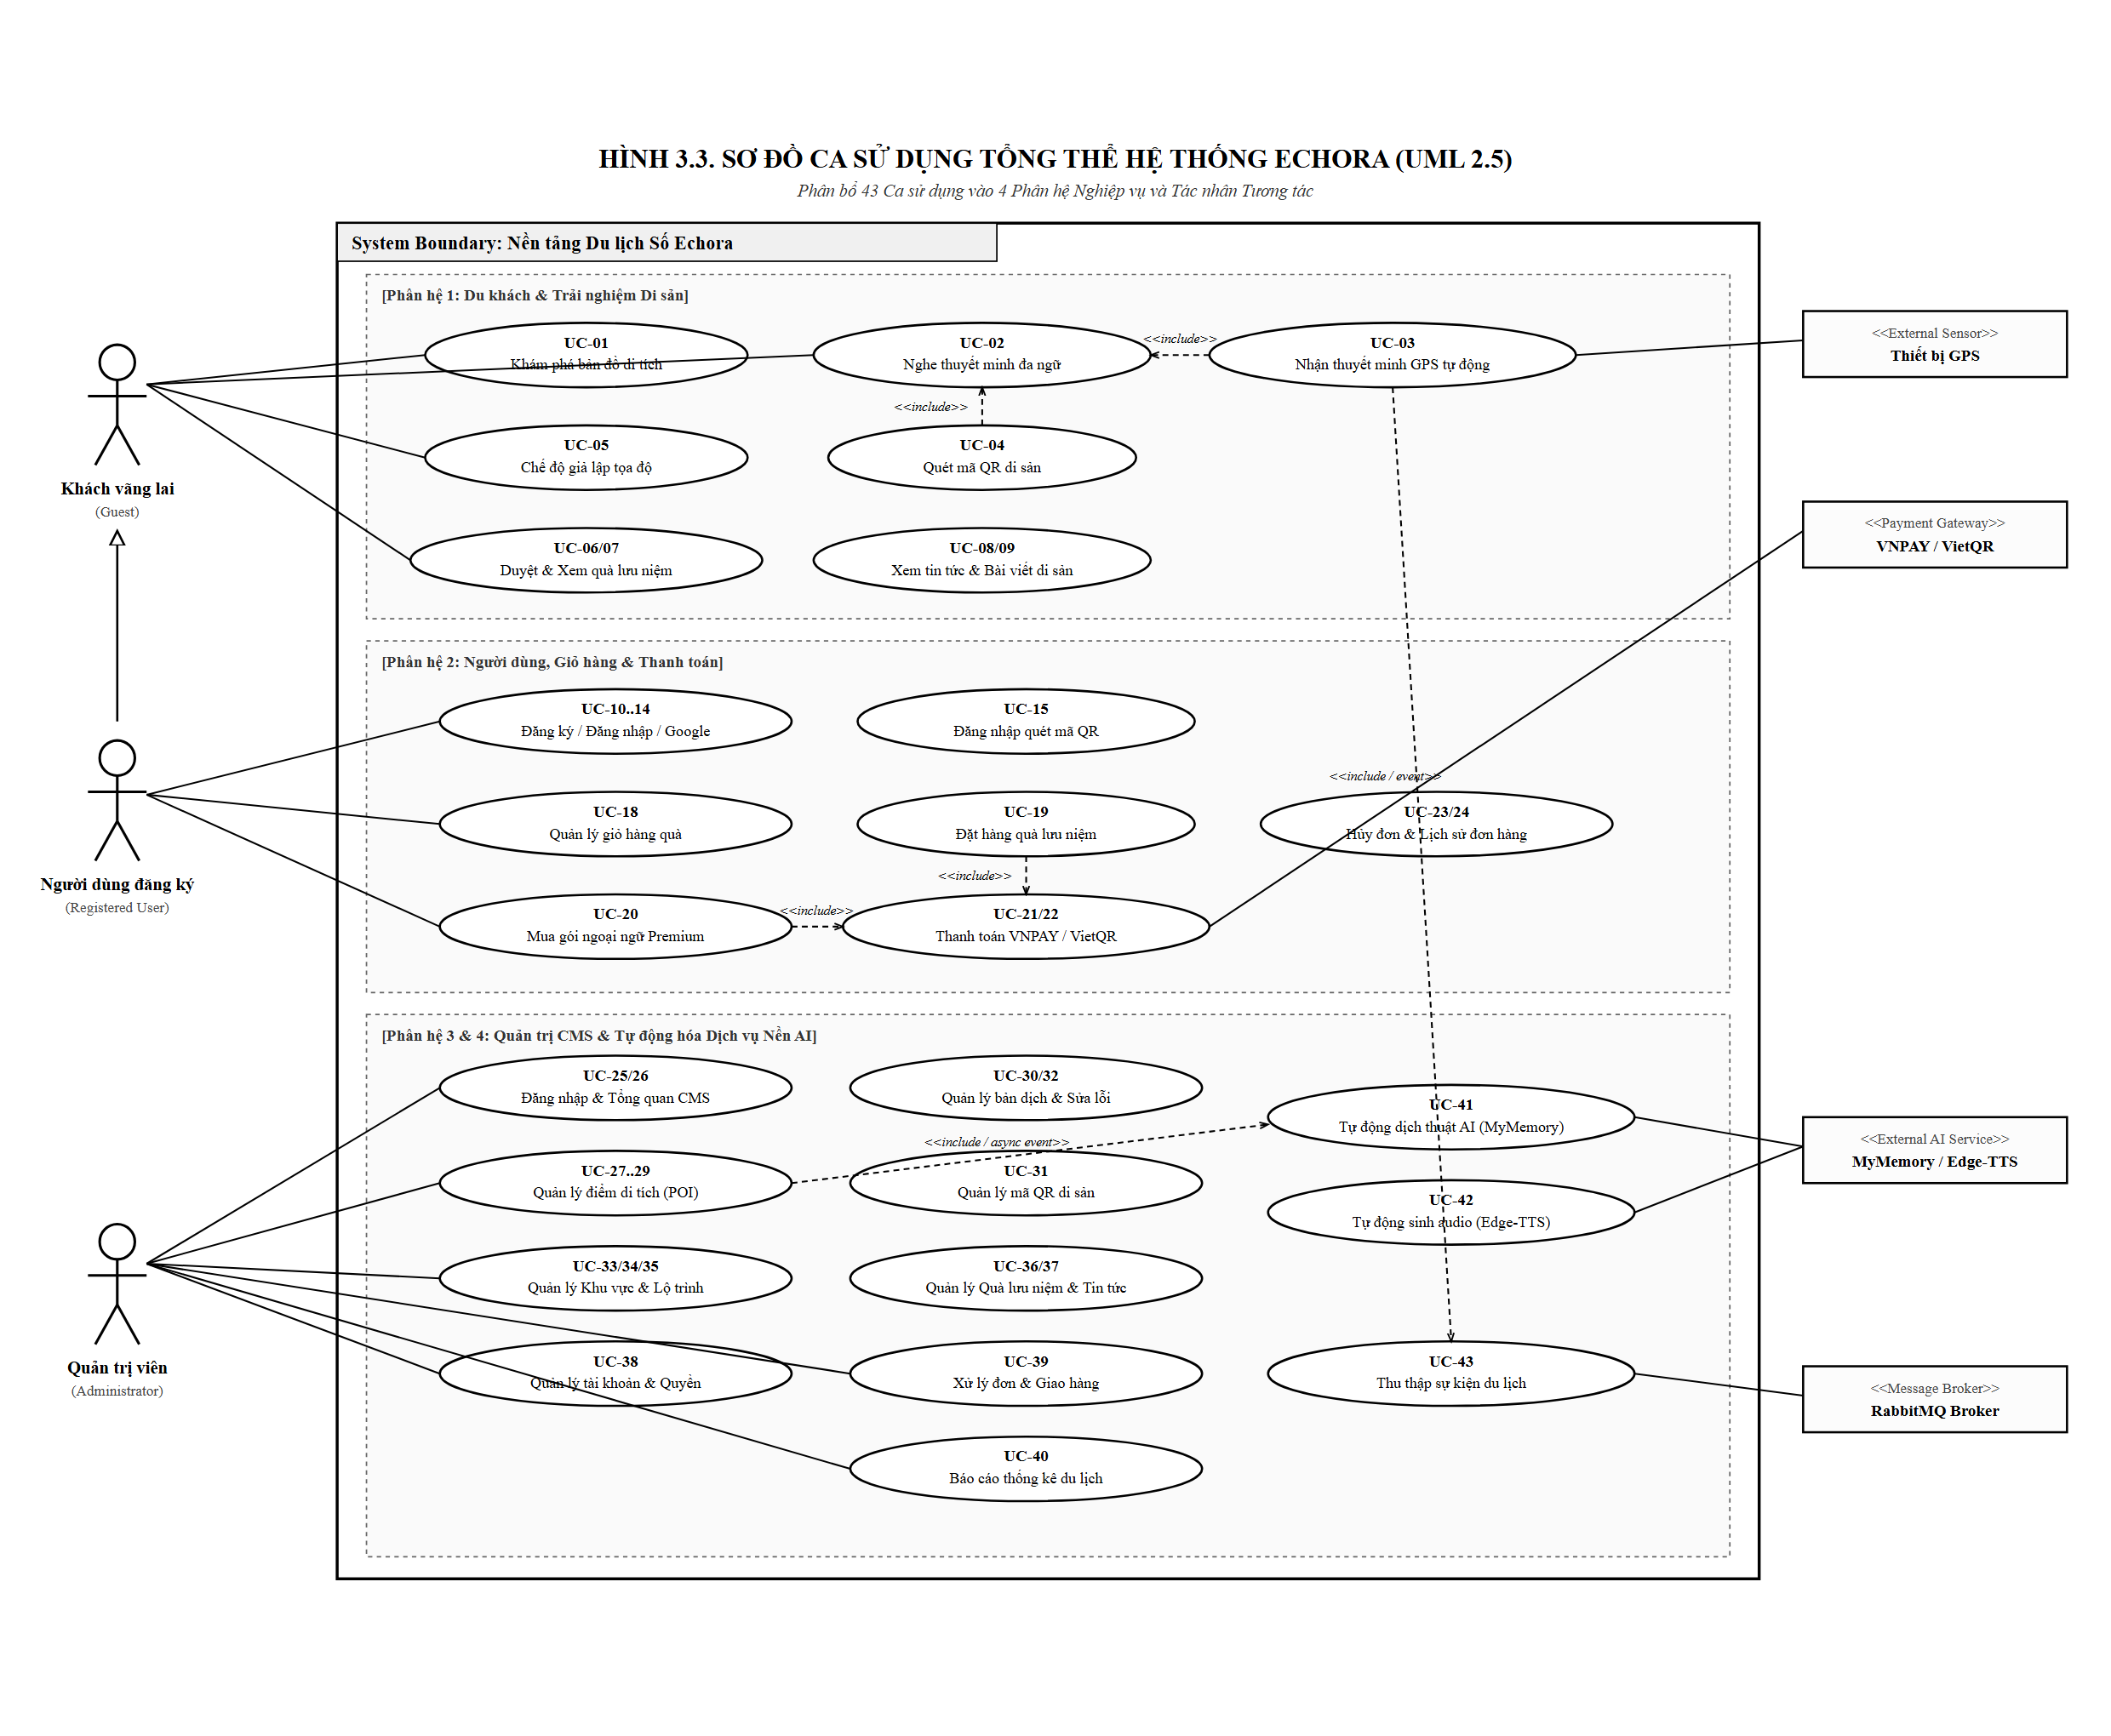 HÌNH 3.3. SƠ ĐỒ CA SỬ DỤNG TỔNG THỂ HỆ THỐNG ECHORA (UML 2.5)
Phân bổ 43 Ca sử dụng vào 4 Phân hệ Nghiệp vụ và Tác nhân Tương tác
System Boundary: Nền tảng Du lịch Số Echora
[Phân hệ 1: Du khách & Trải nghiệm Di sản]
UC-01
Khám phá bản đồ di tích
UC-02
Nghe thuyết minh đa ngữ
<<include>>
UC-03
Nhận thuyết minh GPS tự động
<<External Sensor>>
Thiết bị GPS
<<include>>
UC-05
Chế độ giả lập tọa độ
UC-04
Quét mã QR di sản
Khách vãng lai
(Guest)
<<Payment Gateway>>
VNPAY / VietQR
UC-06/07
Duyệt & Xem quà lưu niệm
UC-08/09
Xem tin tức & Bài viết di sản
[Phân hệ 2: Người dùng, Giỏ hàng & Thanh toán]
UC-10..14
Đăng ký / Đăng nhập / Google
UC-15
Đăng nhập quét mã QR
<<include / event>>
UC-18
Quản lý giỏ hàng quà
UC-19
Đặt hàng quà lưu niệm
UC-23/24
Hủy đơn & Lịch sử đơn hàng
<<include>>
Người dùng đăng ký
(Registered User)
UC-20
Mua gói ngoại ngữ Premium
<<include>>
UC-21/22
Thanh toán VNPAY / VietQR
[Phân hệ 3 & 4: Quản trị CMS & Tự động hóa Dịch vụ Nền AI]
UC-25/26
Đăng nhập & Tổng quan CMS
UC-30/32
Quản lý bản dịch & Sửa lỗi
UC-41
Tự động dịch thuật AI (MyMemory)
<<include / async event>>
<<External AI Service>>
MyMemory / Edge-TTS
UC-27..29
Quản lý điểm di tích (POI)
UC-31
Quản lý mã QR di sản
UC-42
Tự động sinh audio (Edge-TTS)
UC-33/34/35
Quản lý Khu vực & Lộ trình
UC-36/37
Quản lý Quà lưu niệm & Tin tức
Quản trị viên
(Administrator)
UC-38
Quản lý tài khoản & Quyền
UC-39
Xử lý đơn & Giao hàng
UC-43
Thu thập sự kiện du lịch
<<Message Broker>>
RabbitMQ Broker
UC-40
Báo cáo thống kê du lịch